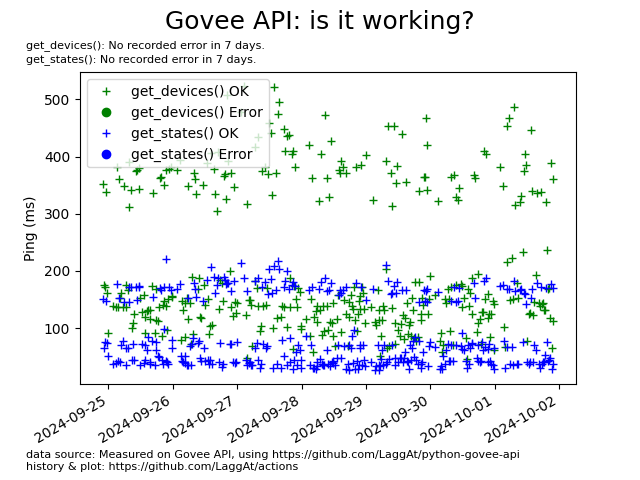 Govee API: is it working?
get_devices(): No recorded error in 7 days.
get_states(): No recorded error in 7 days.
get_devices() OK
get_devices() Error
get_states() OK
get_states() Error
Ping (ms)
500
400
300
200
100
2024-09-25
2024-09-26
2024-09-27
2024-09-28
2024-09-29
2024-09-30
2024-10-01
2024-10-02
data source: Measured on Govee API, using https://github.com/LaggAt/python-govee-api
history & plot: https://github.com/LaggAt/actions